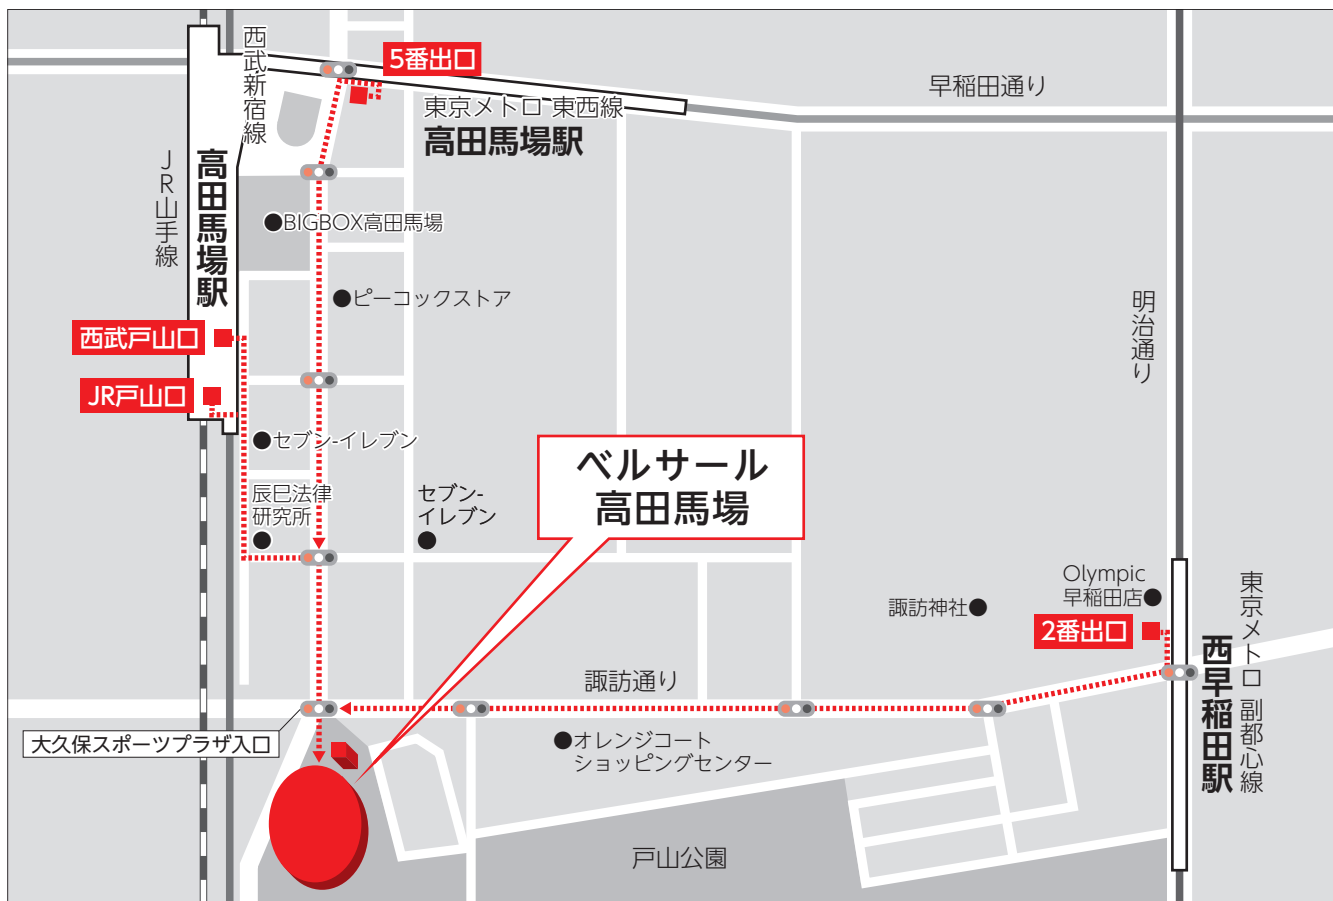 西武新宿線
5番出口
早稲田通り
東京メトロ 東西線
高田馬場駅
JR山手線
高田馬場駅
BIGBOX高田馬場
ピーコックストア
明治通り
西武戸山口
JR戸山口
セブン-イレブン
ベルサール
高田馬場
辰巳法律
研究所
セブン-
イレブン
Olympic
早稲田店
諏訪神社
2番出口
東京メトロ 副都心線
西早稲田駅
諏訪通り
大久保スポーツプラザ入口
オレンジコート
ショッピングセンター
戸山公園